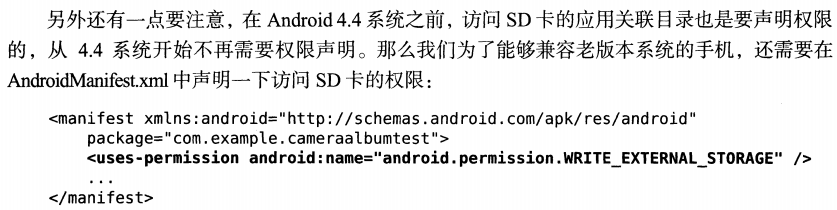 另外还有一点要注意，在 Android 4.4 系统之前，访问 SD 卡的应用关联目录也是要声明权限
的，从 4.4 系统开始不再需要权限声明。那么我们为了能够兼容老版本系统的手机，还需要在
AndroidManifest.xml 中声明一下访问 SD 卡的权限：
<manifest xmlns:android="http://schemas.android.com/apk/res/android"
    package="com.example.cameraalbumtest">
    <uses-permission android:name="android.permission.WRITE_EXTERNAL_STORAGE" />
    ...
</manifest>